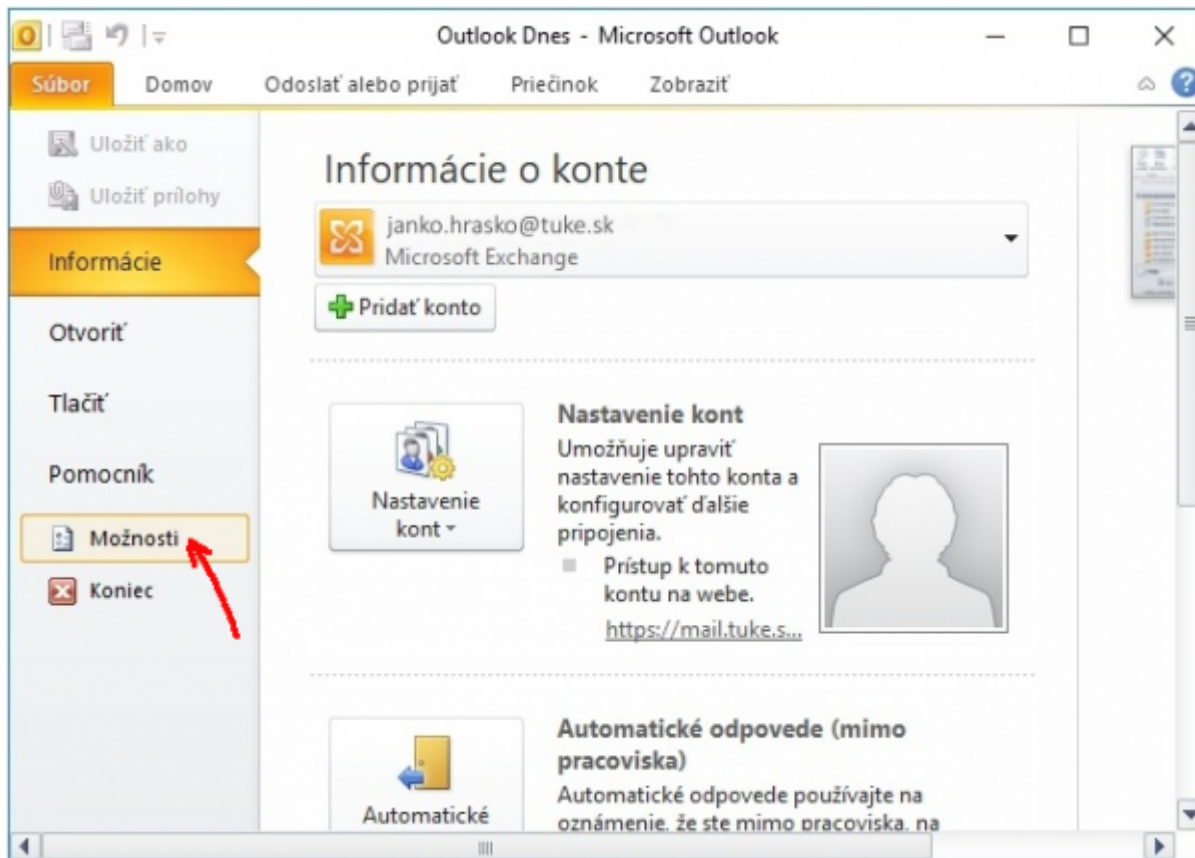 Outlook Dnes - Microsoft Outlook
Súbor Domov Odoslať alebo prijať Priečinok Zobraziť
Uložiť ako
Uložiť prílohy
Informácie
Otvoriť
Tlačiť
Pomocník
Možnosti
Koniec
Informácie o konte
janko.hrasko@tuke.sk
Microsoft Exchange
Pridať konto
Nastavenie
kont
Nastavenie kont
Umožňuje upraviť
nastavenie tohto konta a
konfigurovať ďalšie
pripojenia.
Prístup k tomuto
kontu na webe.
https://mail.tuke.s...
Automatické
Automatické odpovede (mimo
pracoviska)
Automatické odpovede používajte na
oznámenie, že ste mimo pracoviska, na